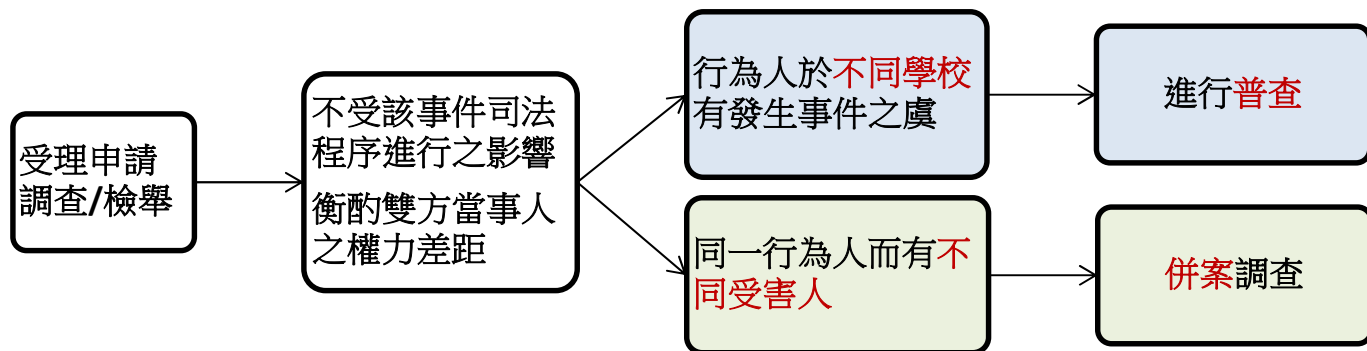 受理申請
調查/檢舉
不受該事件司法
程序進行之影響
衡酌雙方當事人
之權力差距
行為人於不同學校
有發生事件之虞
進行普查
同一行為人而有不
同受害人
併案調查